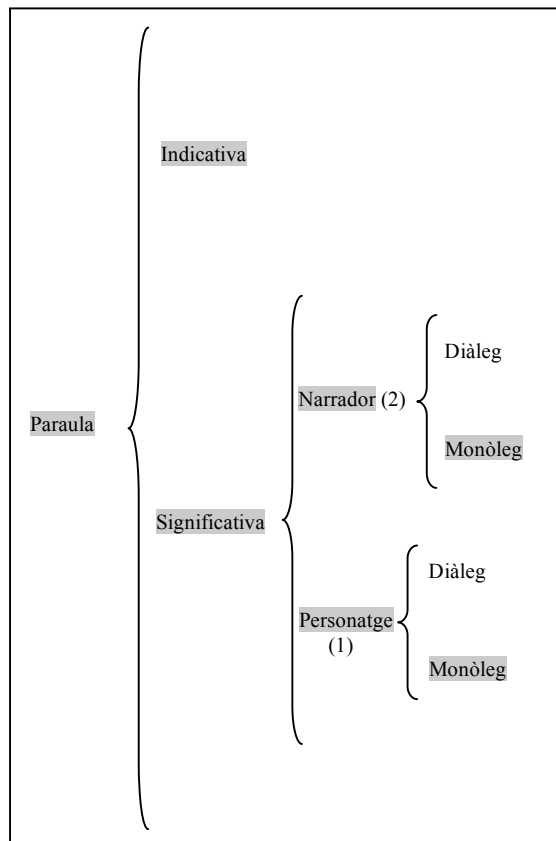 Indicativa
Diàleg
Narrador (2)
Paraula
Monòleg
Significativa
Diàleg
Personatge
(1)
Monòleg